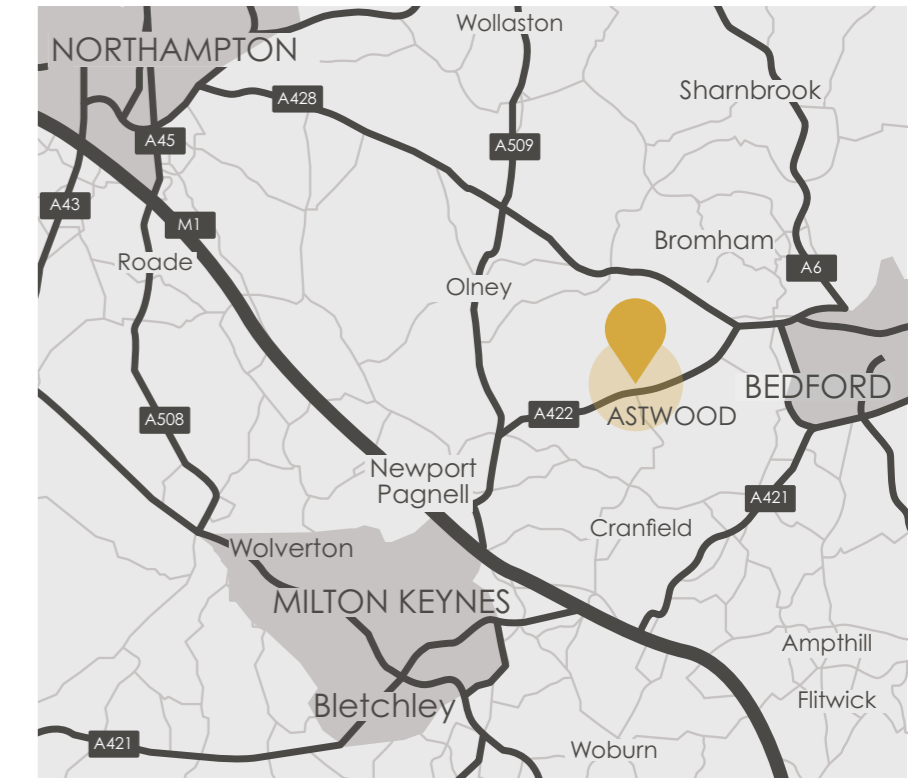 Wollaston
NORTHAMPTON
Sharnbrook
A428
A45
A509
A43
M1
Bromham
Roade
A6
Olney
BEDFORD
A422
ASTWOOD
A508
Newport
Pagnell
A421
Cranfield
Wolverton
MILTON KEYNES
Ampthill
Flitwick
Bletchley
A421
Woburn